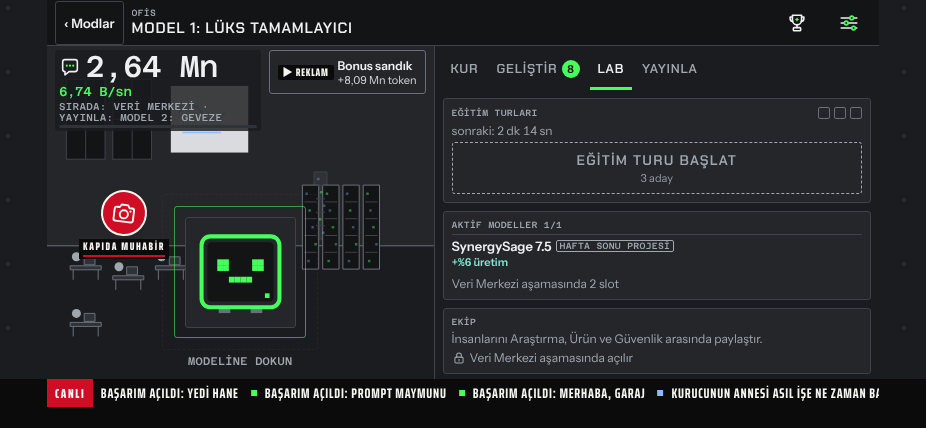 ‹ Modlar
OFİS
MODEL 1: LÜKS TAMAMLAYICI
2,64 Mn
6,74 B/sn
SIRADA: VERİ MERKEZİ ·
YAYINLA: MODEL 2: GEVEZE
▶ REKLAM
Bonus sandık
+8,09 Mn token
KAPIDA MUHABİR
MODELİNE DOKUN
KUR GELİŞTİR 8 LAB YAYINLA
EĞİTİM TURLARI
sonraki: 2 dk 14 sn
EĞİTİM TURU BAŞLAT
3 aday
AKTİF MODELLER 1/1
SynergySage 7.5 HAFTA SONU PROJESİ
+%6 üretim
Veri Merkezi aşamasında 2 slot
EKİP
İnsanlarını Araştırma, Ürün ve Güvenlik arasında paylaştır.
Veri Merkezi aşamasında açılır
CANLI BAŞARIM AÇILDI: YEDİ HANE ■ BAŞARIM AÇILDI: PROMPT MAYMUNU ■ BAŞARIM AÇILDI: MERHABA, GARAJ ■ KURUCUNUN ANNESİ ASIL İŞE NE ZAMAN